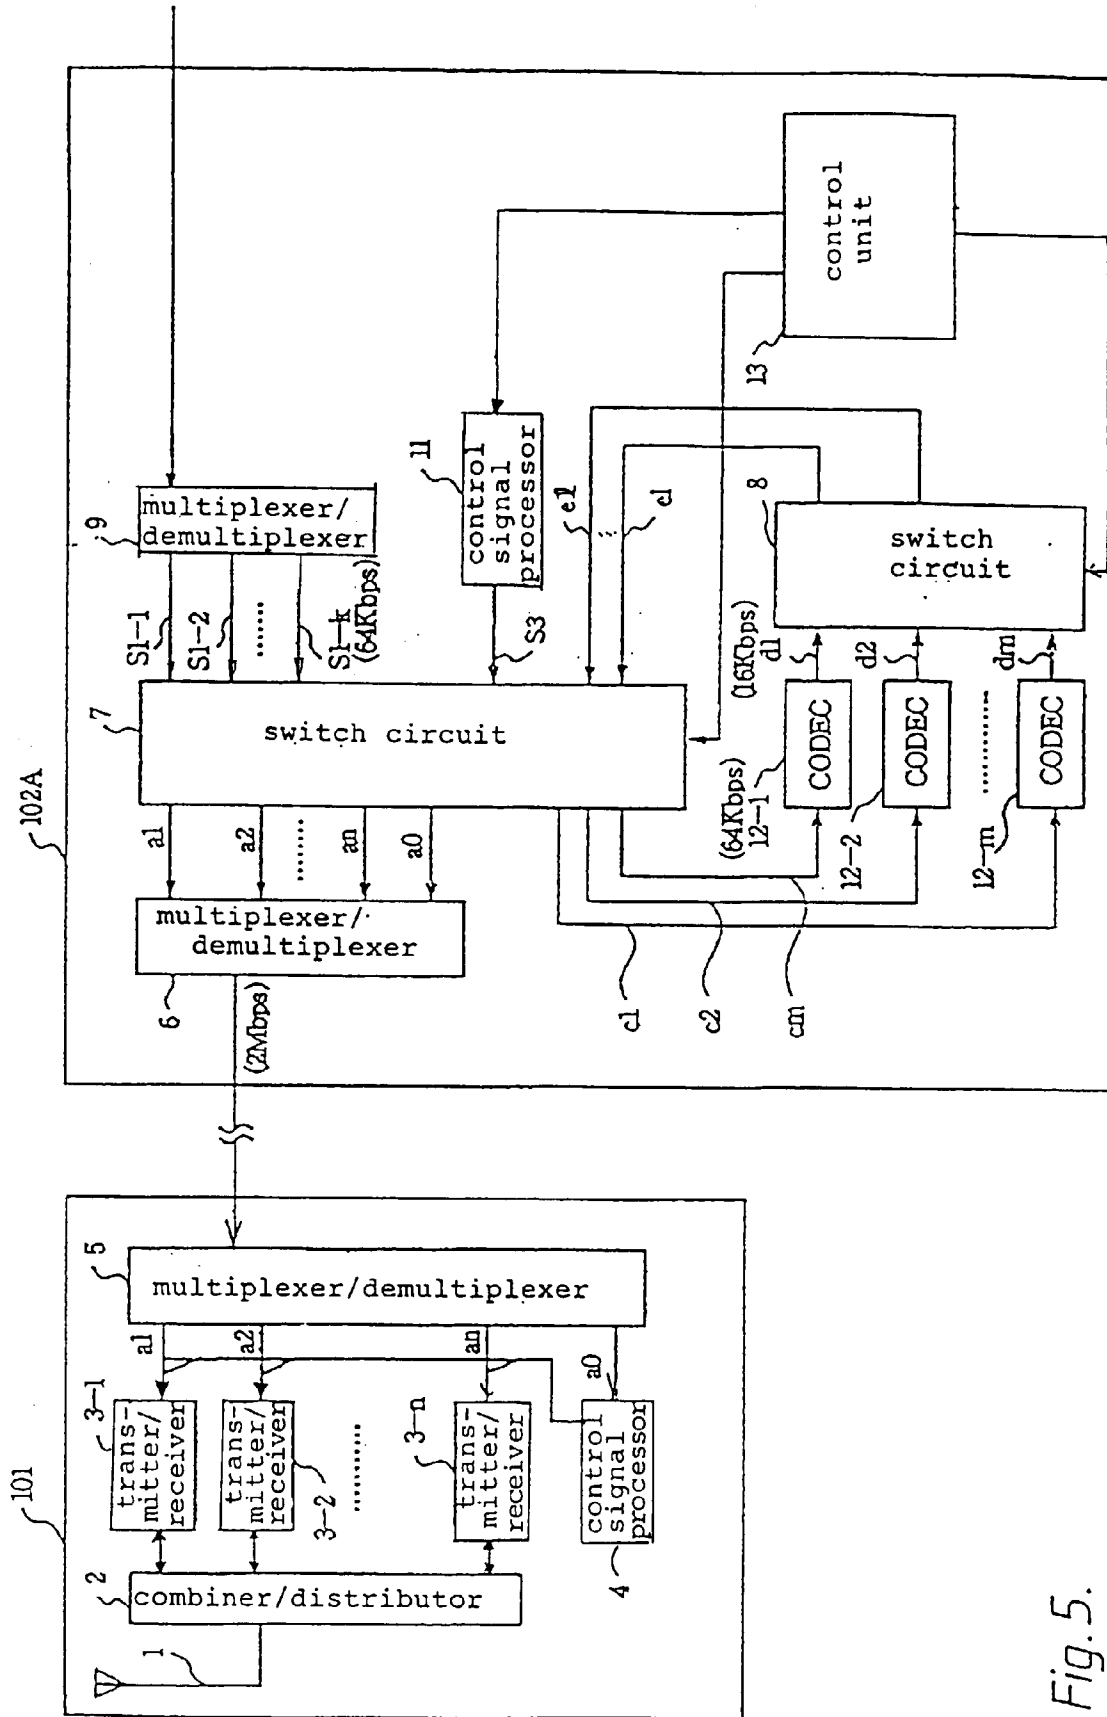 101
1
2
combiner/distributor
3-1
trans-
mitter/
receiver
trans-
mitter/
receiver
3-2
..........
3-n
trans-
mitter/
receiver
control
signal
processor
4
a1
a2
an
a0
5
multiplexer/demultiplexer
(2Mbps)
102A
6
multiplexer/
demultiplexer
a1
a2
........
an
a0
7
switch circuit
S1-1
S1-2
......
S1-k
(64Kbps)
9
multiplexer/
demultiplexer
S3
11
control
signal
processor
el
...
e1
c1
c2
cm
(64Kbps)
12-1
CODEC
12-2
CODEC
..........
12-m
CODEC
(16Kbps)
d1
d2
dm
8
switch
circuit
13
control
unit
Fig. 5.